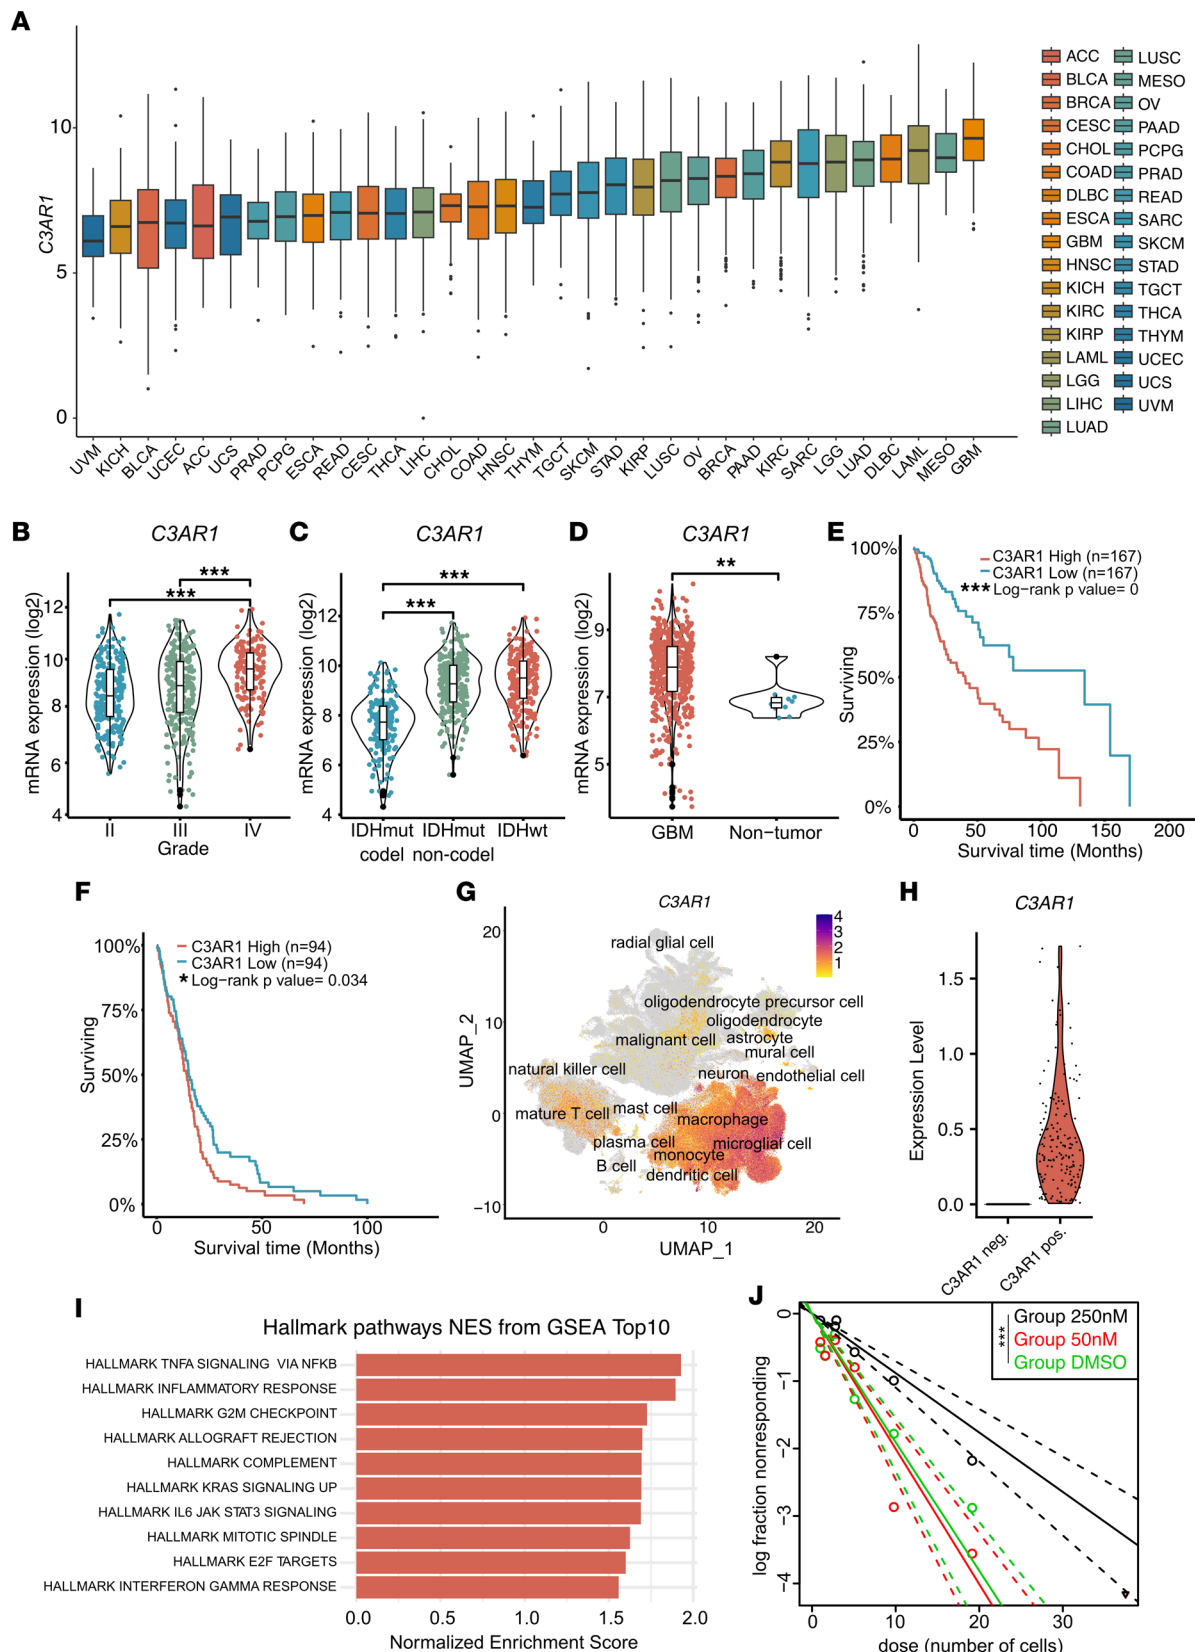 A
C3AR1
10
5
0
UVM KICH BLCA UCEC ACC UCS PRAD PCPG ESCA READ CESC THCA LIHC CHOL COAD HNSC THYM TGCT SKCM STAD KIRP LUSC OV BRCA PAAD KIRC SARC LGG LUAD DLBC LAML MESO GBM
ACC LUSC
BLCA MESO
BRCA OV
CESC PAAD
CHOL PCPG
COAD PRAD
DLBC READ
ESCA SARC
GBM SKCM
HNSC STAD
KICH TGCT
KIRC THCA
KIRP THYM
LAML UCEC
LGG UCS
LIHC UVM
LUAD
B
C3AR1
mRNA expression (log2)
***
***
12
10
8
6
4
II III IV
Grade
C
C3AR1
mRNA expression (log2)
***
***
12
10
8
6
4
IDHmut IDHmut IDHwt
codel non-codel
D
C3AR1
mRNA expression (log2)
**
9
7
5
GBM Non-tumor
E
Surviving
100%
75%
50%
25%
0%
C3AR1 High (n=167)
C3AR1 Low (n=167)
*** Log-rank p value= 0
0 50 100 150 200
Survival time (Months)
F
Surviving
100%
75%
50%
25%
0%
C3AR1 High (n=94)
C3AR1 Low (n=94)
* Log-rank p value= 0.034
0 50 100
Survival time (Months)
G
C3AR1
UMAP_2
20
10
0
-10
4
3
2
1
radial glial cell
oligodendrocyte precursor cell
oligodendrocyte
malignant cell astrocyte
mural cell
natural killer cell neuron endothelial cell
mature T cell mast cell macrophage
plasma cell microglial cell
monocyte
B cell dendritic cell
0 10 20
UMAP_1
H
C3AR1
Expression Level
1.5
1.0
0.5
0.0
C3AR1 neg. C3AR1 pos.
I
Hallmark pathways NES from GSEA Top10
HALLMARK TNFA SIGNALING VIA NFKB
HALLMARK INFLAMMATORY RESPONSE
HALLMARK G2M CHECKPOINT
HALLMARK ALLOGRAFT REJECTION
HALLMARK COMPLEMENT
HALLMARK KRAS SIGNALING UP
HALLMARK IL6 JAK STAT3 SIGNALING
HALLMARK MITOTIC SPINDLE
HALLMARK E2F TARGETS
HALLMARK INTERFERON GAMMA RESPONSE
0.0 0.5 1.0 1.5 2.0
Normalized Enrichment Score
J
log fraction nonresponding
0
-1
-2
-3
-4
***
Group 250nM
Group 50nM
Group DMSO
0 10 20 30
dose (number of cells)